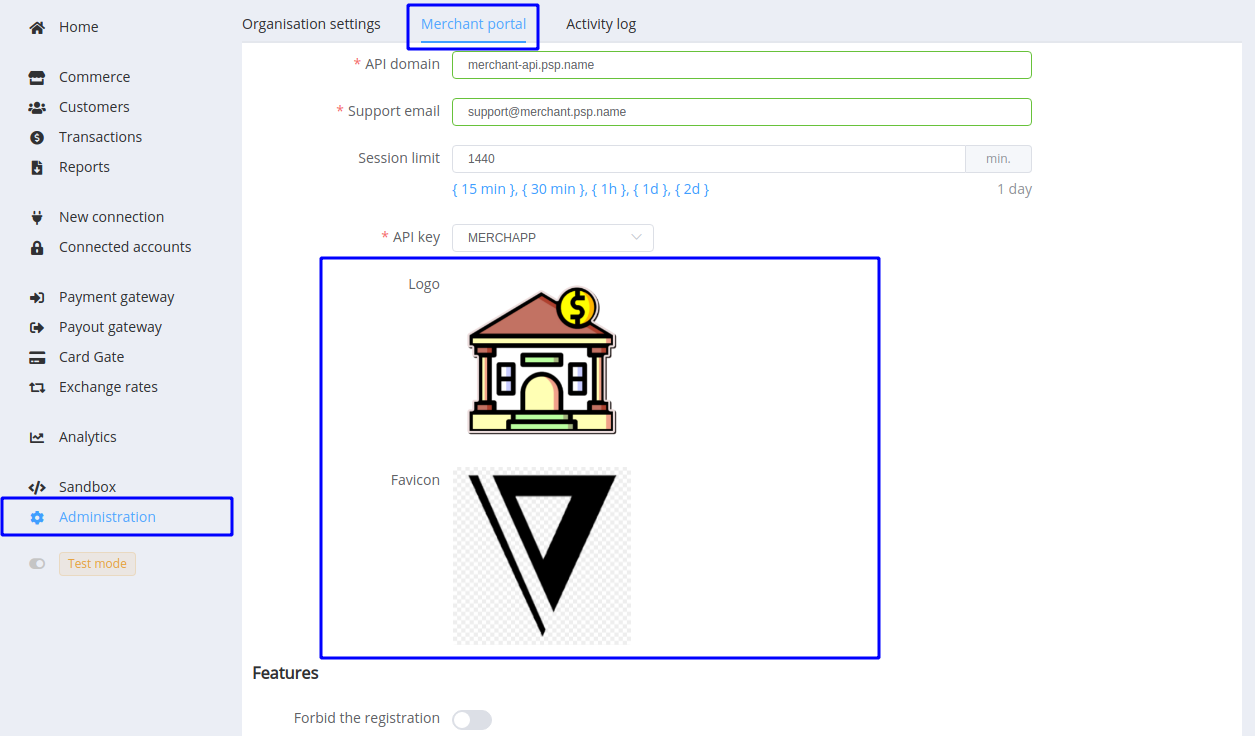 Home
Commerce
Customers
Transactions
Reports
New connection
Connected accounts
Payment gateway
Payout gateway
Card Gate
Exchange rates
Analytics
Sandbox
Administration
Test mode
Organisation settings Merchant portal Activity log
* API domain merchant-api.psp.name
* Support email support@merchant.psp.name
Session limit 1440 min.
{ 15 min }, { 30 min }, { 1h }, { 1d }, { 2d } 1 day
* API key MERCHAPP
Logo
$
Favicon
Features
Forbid the registration